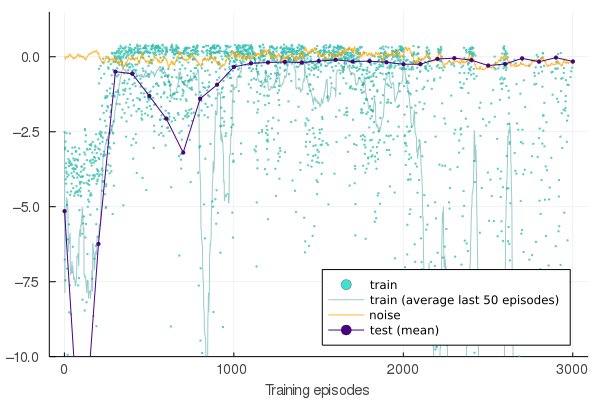 0.0
−2.5
−5.0
−7.5
−10.0
train
train (average last 50 episodes)
noise
test (mean)
0 1000 2000 3000
Training episodes